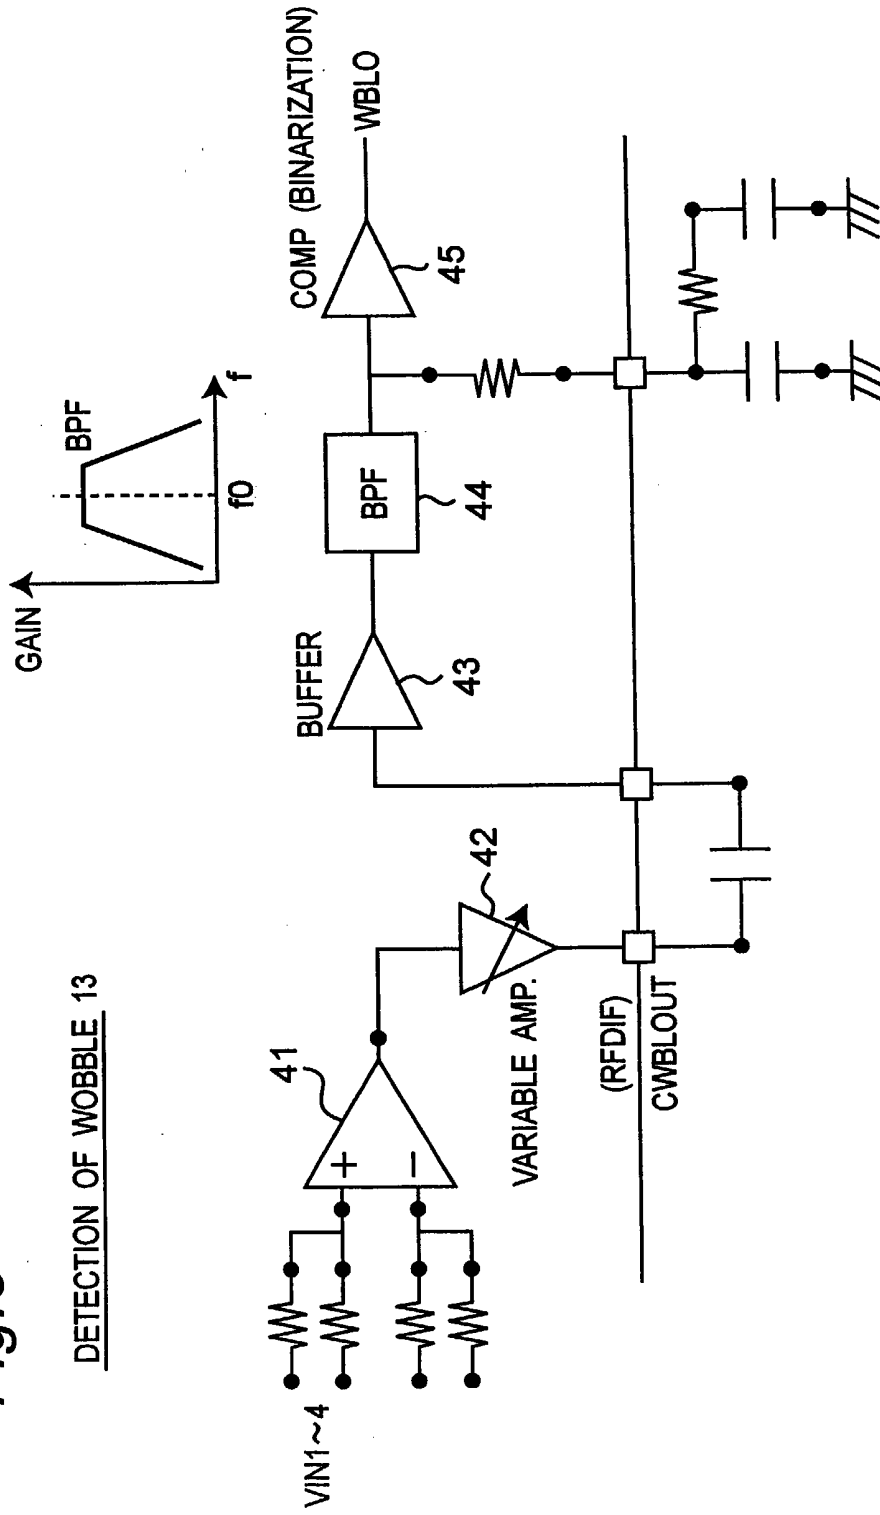 DETECTION OF WOBBLE 13
GAIN
BPF
f0
f
VIN1~4
+
−
41
42
VARIABLE AMP.
(RFDIF)
CWBLOUT
BUFFER
43
BPF
44
COMP (BINARIZATION)
45
WBLO